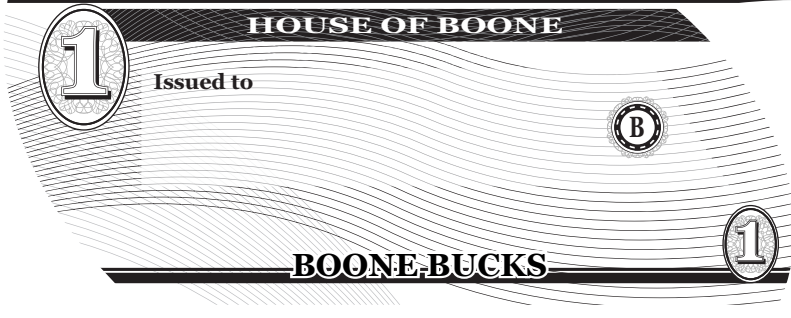 HOUSE OF BOONE
1
Issued to
B
1
BOONE BUCKS